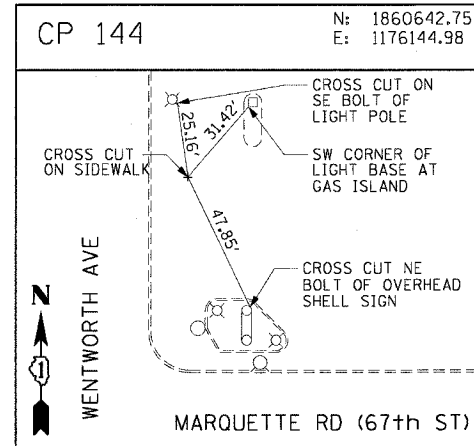 CP 144
N: 1860642.75
E: 1176144.98
CROSS CUT ON
SE BOLT OF
LIGHT POLE
25.16'
31.42'
CROSS CUT
ON SIDEWALK
SW CORNER OF
LIGHT BASE AT
GAS ISLAND
47.85'
CROSS CUT NE
BOLT OF OVERHEAD
SHELL SIGN
WENTWORTH AVE
N
1
MARQUETTE RD (67th ST)